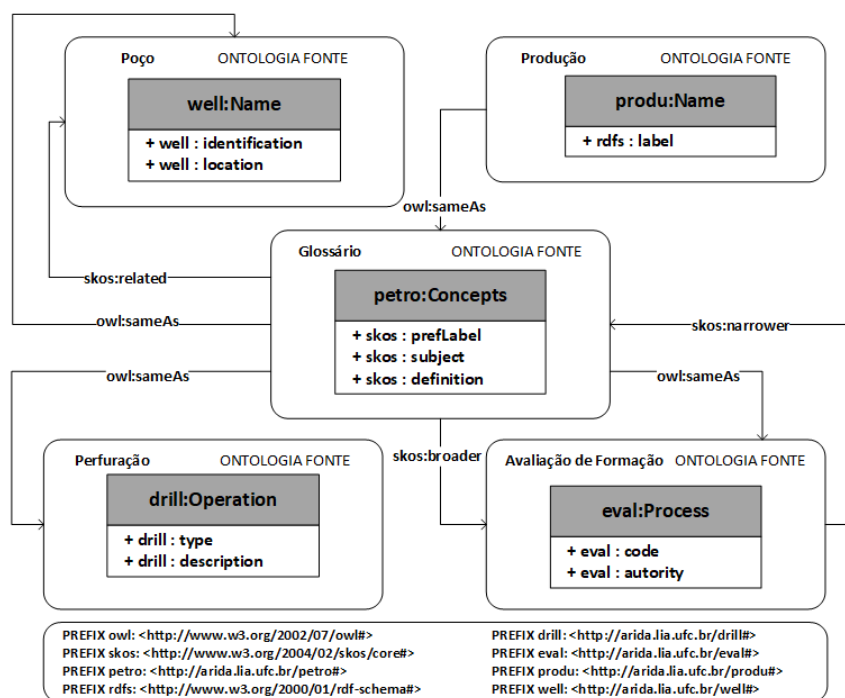 Poço ONTOLOGIA FONTE
well:Name
+ well : identification
+ well : location
Produção ONTOLOGIA FONTE
produ:Name
+ rdfs : label
owl:sameAs
Glossário ONTOLOGIA FONTE
petro:Concepts
+ skos : prefLabel
+ skos : subject
+ skos : definition
skos:related
owl:sameAs
skos:narrower
owl:sameAs
owl:sameAs
skos:broader
Perfuração ONTOLOGIA FONTE
drill:Operation
+ drill : type
+ drill : description
Avaliação de Formação ONTOLOGIA FONTE
eval:Process
+ eval : code
+ eval : autority
PREFIX owl: <http://www.w3.org/2002/07/owl#>
PREFIX skos: <http://www.w3.org/2004/02/skos/core#>
PREFIX petro: <http://arida.lia.ufc.br/petro#>
PREFIX rdfs: <http://www.w3.org/2000/01/rdf-schema#>
PREFIX drill: <http://arida.lia.ufc.br/drill#>
PREFIX eval: <http://arida.lia.ufc.br/eval#>
PREFIX produ: <http://arida.lia.ufc.br/produ#>
PREFIX well: <http://arida.lia.ufc.br/well#>